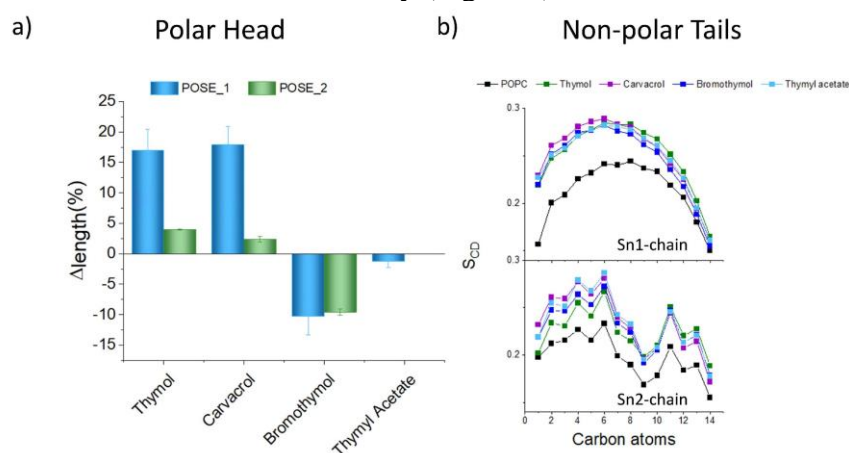 a)
Polar Head
POSE_1 POSE_2
Δlength(%)
25
20
15
10
5
0
-5
-10
-15
Thymol
Carvacrol
Bromothymol
Thymyl Acetate
b)
Non-polar Tails
POPC Thymol Carvacrol Bromothymol Thymyl acetate
S_CD
0.3
0.2
Sn1-chain
0.3
0.2
Sn2-chain
0 2 4 6 8 10 12 14
Carbon atoms